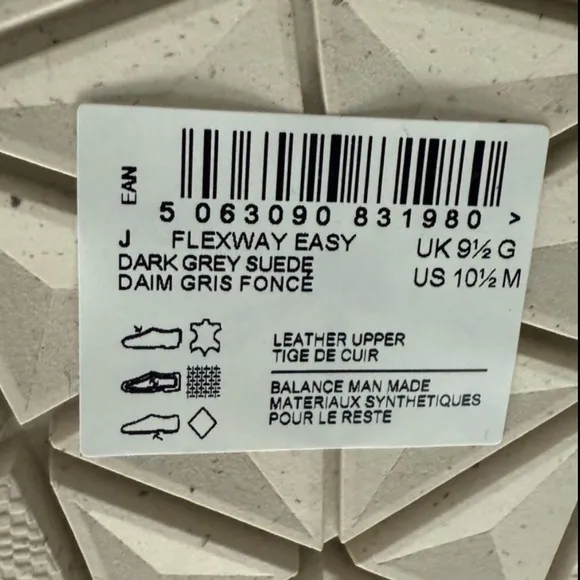 EAN
5 063090 831980 >
J FLEXWAY EASY UK 9½ G
DARK GREY SUEDE US 10½ M
DAIM GRIS FONCÉ
LEATHER UPPER
TIGE DE CUIR
BALANCE MAN MADE
MATERIAUX SYNTHETIQUES
POUR LE RESTE